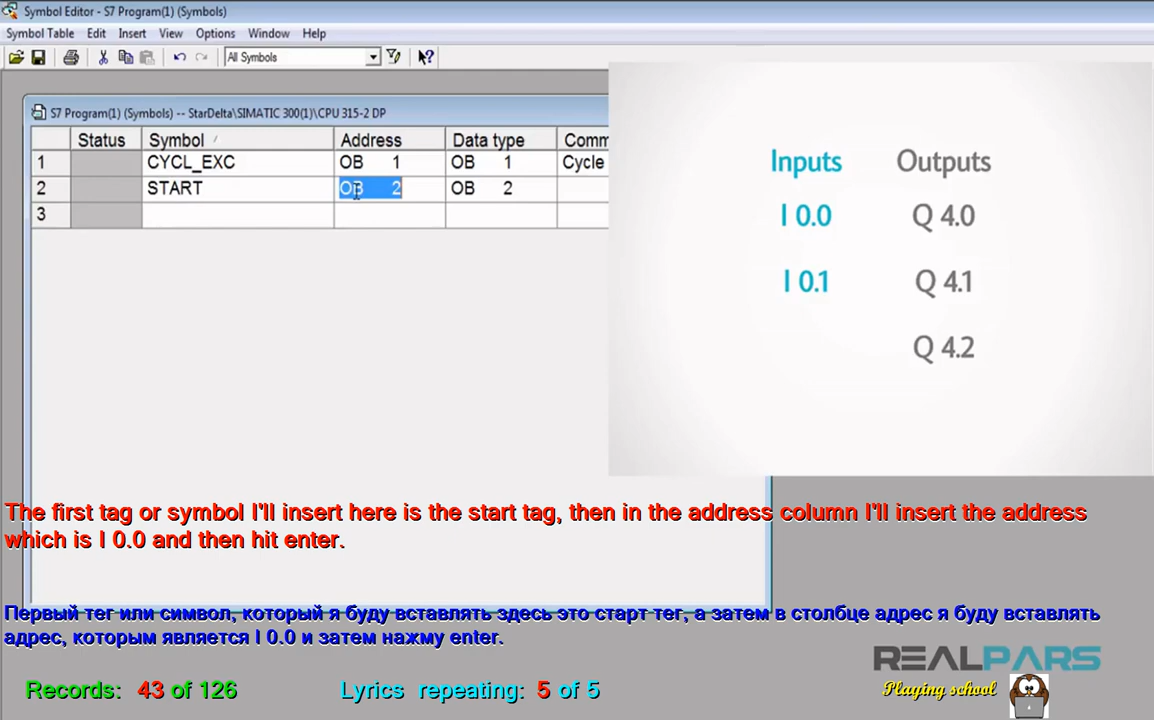 Symbol Editor - S7 Program(1) (Symbols)
Symbol Table Edit Insert View Options Window Help
All Symbols
S7 Program(1) (Symbols) -- StarDelta\SIMATIC 300(1)\CPU 315-2 DP
Status Symbol Address Data type Comm
1 CYCL_EXC OB 1 OB 1 Cycle
2 START OB 2 OB 2
3
Inputs Outputs
I 0.0 Q 4.0
I 0.1 Q 4.1
Q 4.2
The first tag or symbol I'll insert here is the start tag, then in the address column I'll insert the address
which is I 0.0 and then hit enter.
Первый тег или символ, который я буду вставлять здесь это старт тег, а затем в столбце адрес я буду вставлять
адрес, которым является I 0.0 и затем нажму enter.
REALPARS
Playing school
Records: 43 of 126 Lyrics repeating: 5 of 5